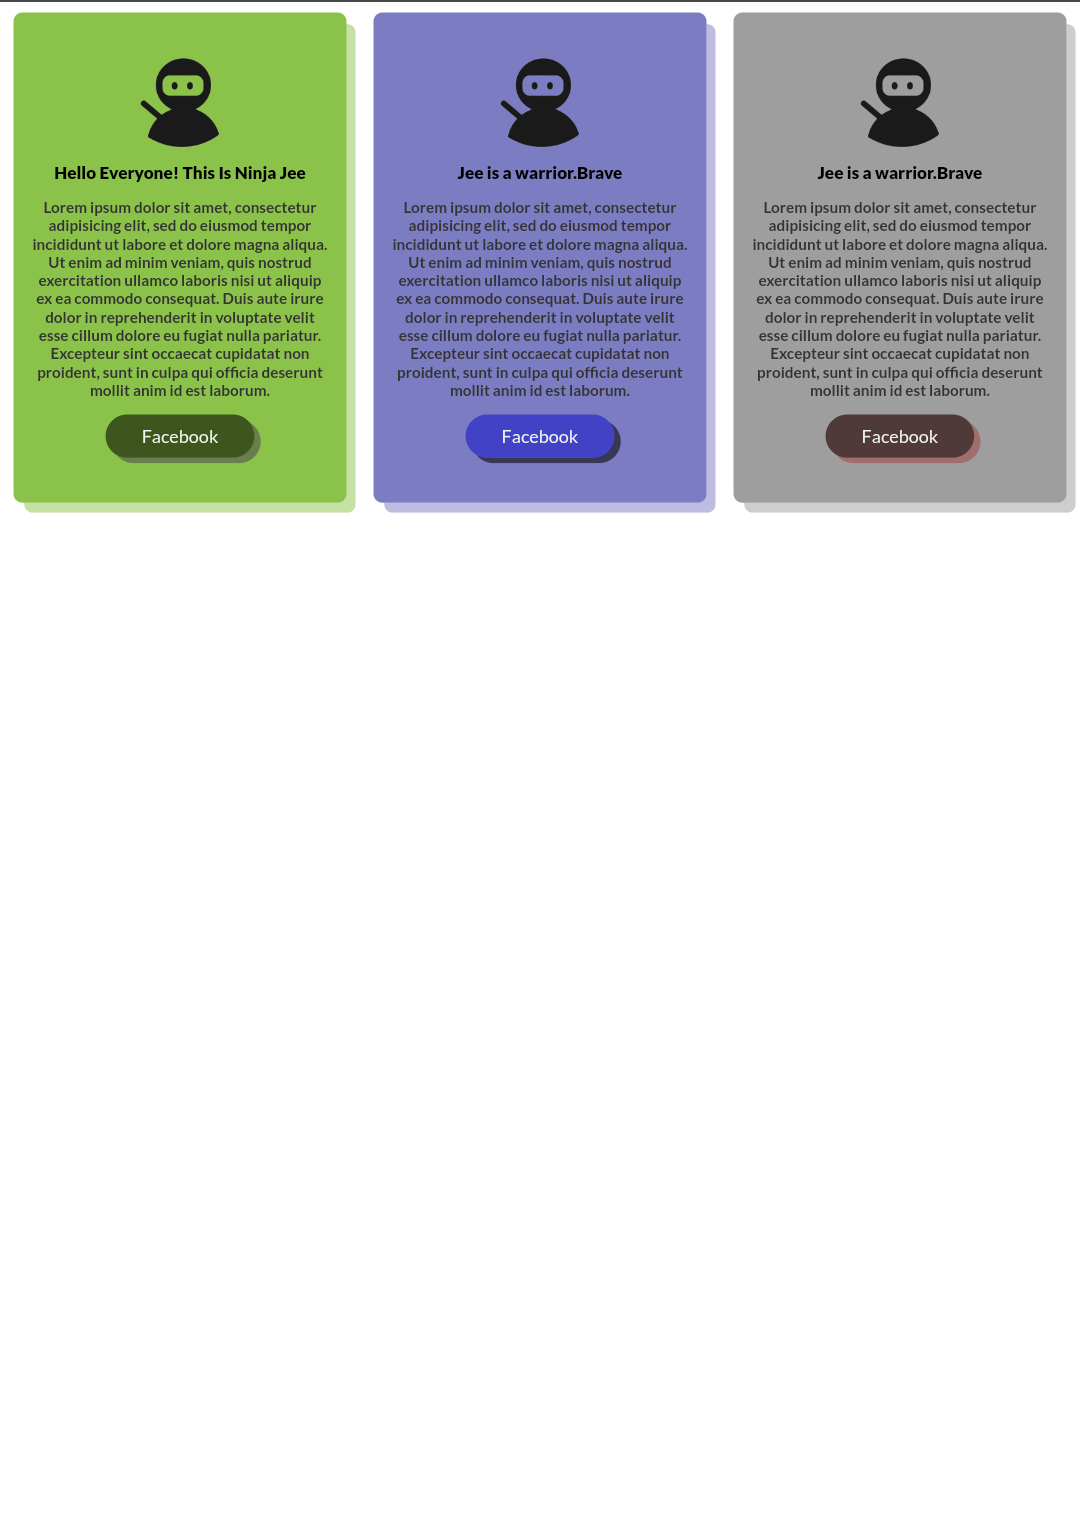 Hello Everyone! This Is Ninja Jee
Lorem ipsum dolor sit amet, consectetur
adipisicing elit, sed do eiusmod tempor
incididunt ut labore et dolore magna aliqua.
Ut enim ad minim veniam, quis nostrud
exercitation ullamco laboris nisi ut aliquip
ex ea commodo consequat. Duis aute irure
dolor in reprehenderit in voluptate velit
esse cillum dolore eu fugiat nulla pariatur.
Excepteur sint occaecat cupidatat non
proident, sunt in culpa qui officia deserunt
mollit anim id est laborum.
Facebook
Jee is a warrior.Brave
Lorem ipsum dolor sit amet, consectetur
adipisicing elit, sed do eiusmod tempor
incididunt ut labore et dolore magna aliqua.
Ut enim ad minim veniam, quis nostrud
exercitation ullamco laboris nisi ut aliquip
ex ea commodo consequat. Duis aute irure
dolor in reprehenderit in voluptate velit
esse cillum dolore eu fugiat nulla pariatur.
Excepteur sint occaecat cupidatat non
proident, sunt in culpa qui officia deserunt
mollit anim id est laborum.
Facebook
Jee is a warrior.Brave
Lorem ipsum dolor sit amet, consectetur
adipisicing elit, sed do eiusmod tempor
incididunt ut labore et dolore magna aliqua.
Ut enim ad minim veniam, quis nostrud
exercitation ullamco laboris nisi ut aliquip
ex ea commodo consequat. Duis aute irure
dolor in reprehenderit in voluptate velit
esse cillum dolore eu fugiat nulla pariatur.
Excepteur sint occaecat cupidatat non
proident, sunt in culpa qui officia deserunt
mollit anim id est laborum.
Facebook